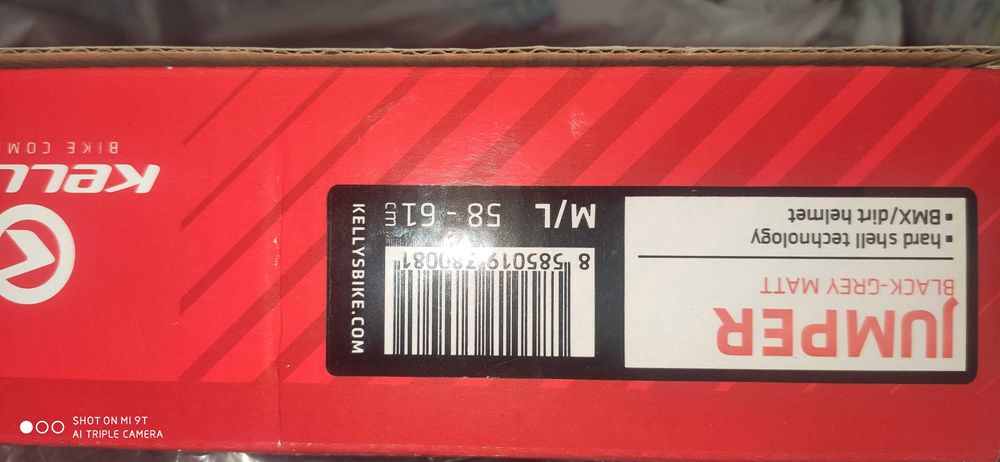 JUMPER
BLACK-GREY MATT
▪ hard shell technology
▪ BMX/dirt helmet
8 585019 380081
M/L 58 - 61 cm
KELLYSBIKE.COM
KELL
BIKE COM
SHOT ON MI 9T
AI TRIPLE CAMERA